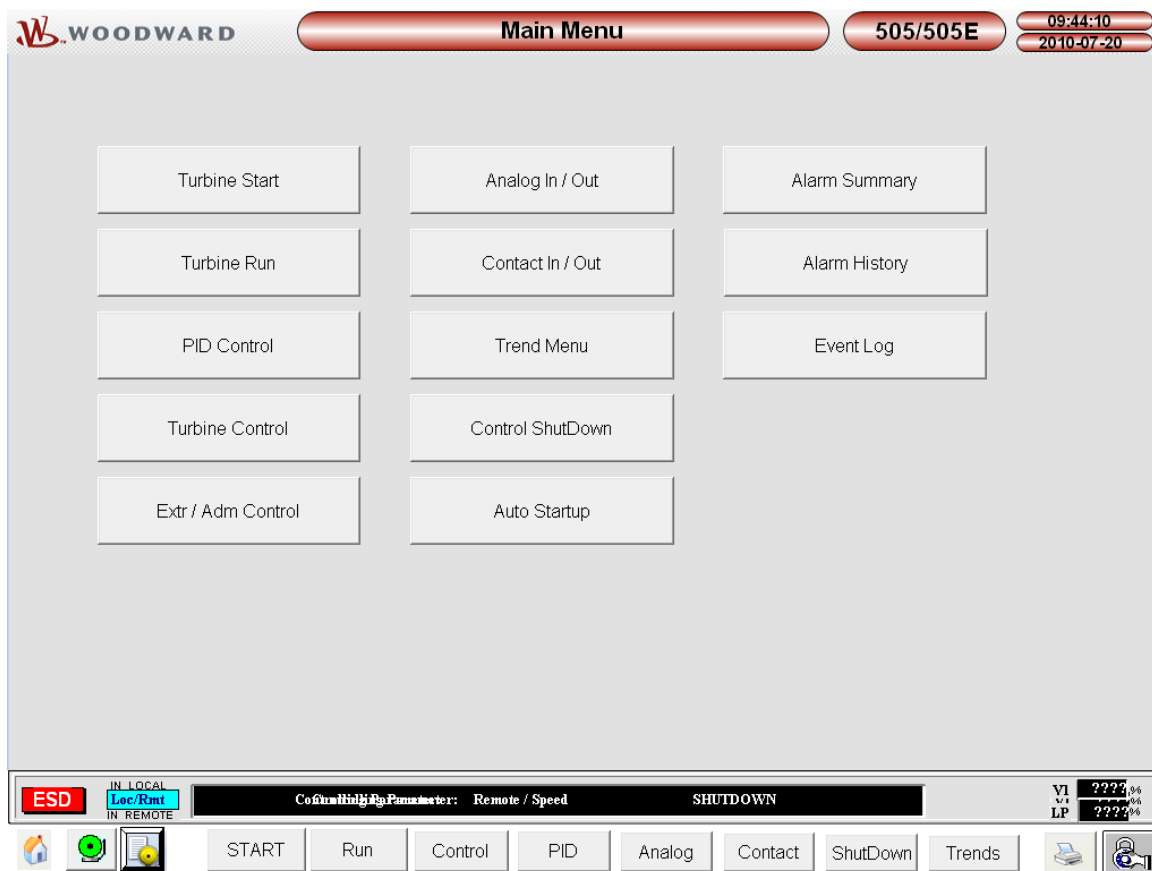 WOODWARD
Main Menu
505/505E
09:44:10
2010-07-20
Turbine Start
Analog In / Out
Alarm Summary
Turbine Run
Contact In / Out
Alarm History
PID Control
Trend Menu
Event Log
Turbine Control
Control ShutDown
Extr / Adm Control
Auto Startup
ESD
IN LOCAL
Loc/Rmt
IN REMOTE
Remote / Speed
SHUTDOWN
V1 ????%
LP ????%
START
Run
Control
PID
Analog
Contact
ShutDown
Trends